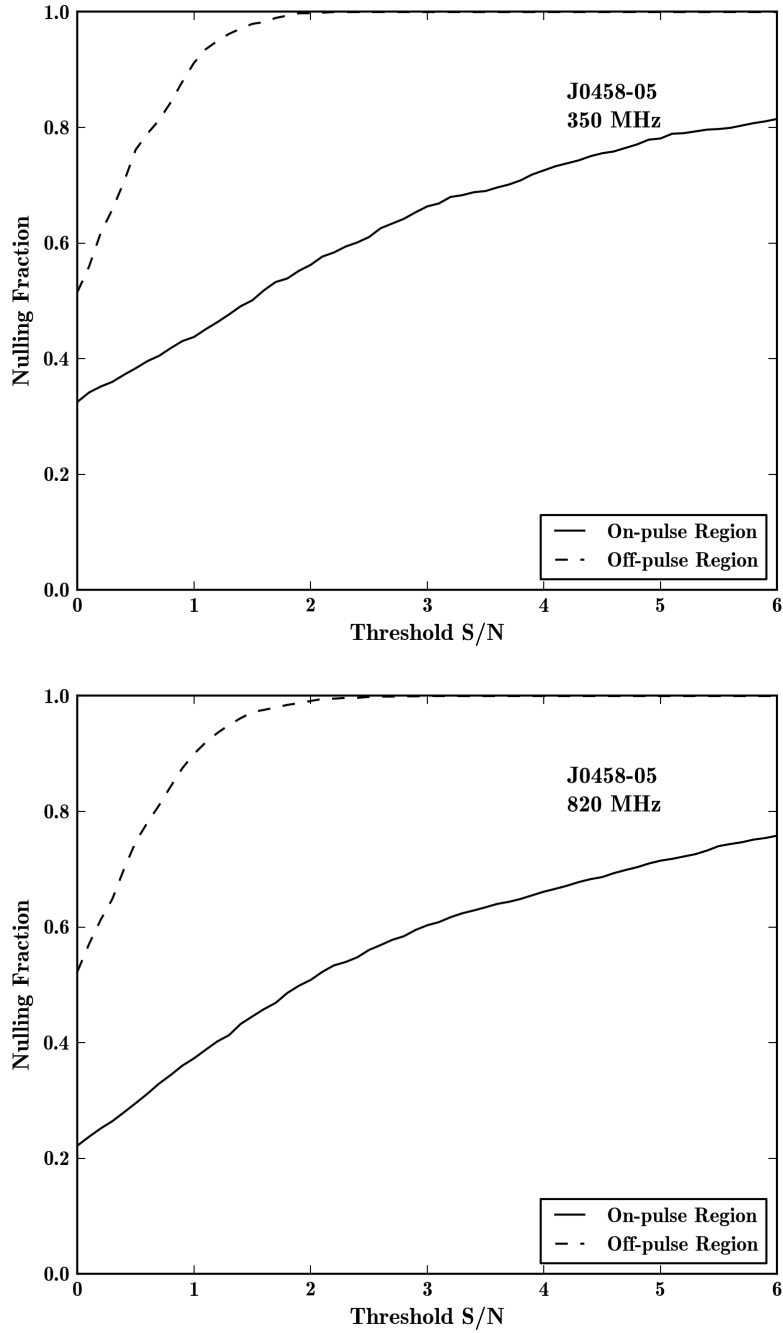 1.0
J0458-05
350 MHz
0.8
0.6
Nulling Fraction
0.4
0.2
On-pulse Region
Off-pulse Region
0.0
0 1 2 3 4 5 6
Threshold S/N
1.0
J0458-05
820 MHz
0.8
0.6
Nulling Fraction
0.4
0.2
On-pulse Region
Off-pulse Region
0.0
0 1 2 3 4 5 6
Threshold S/N